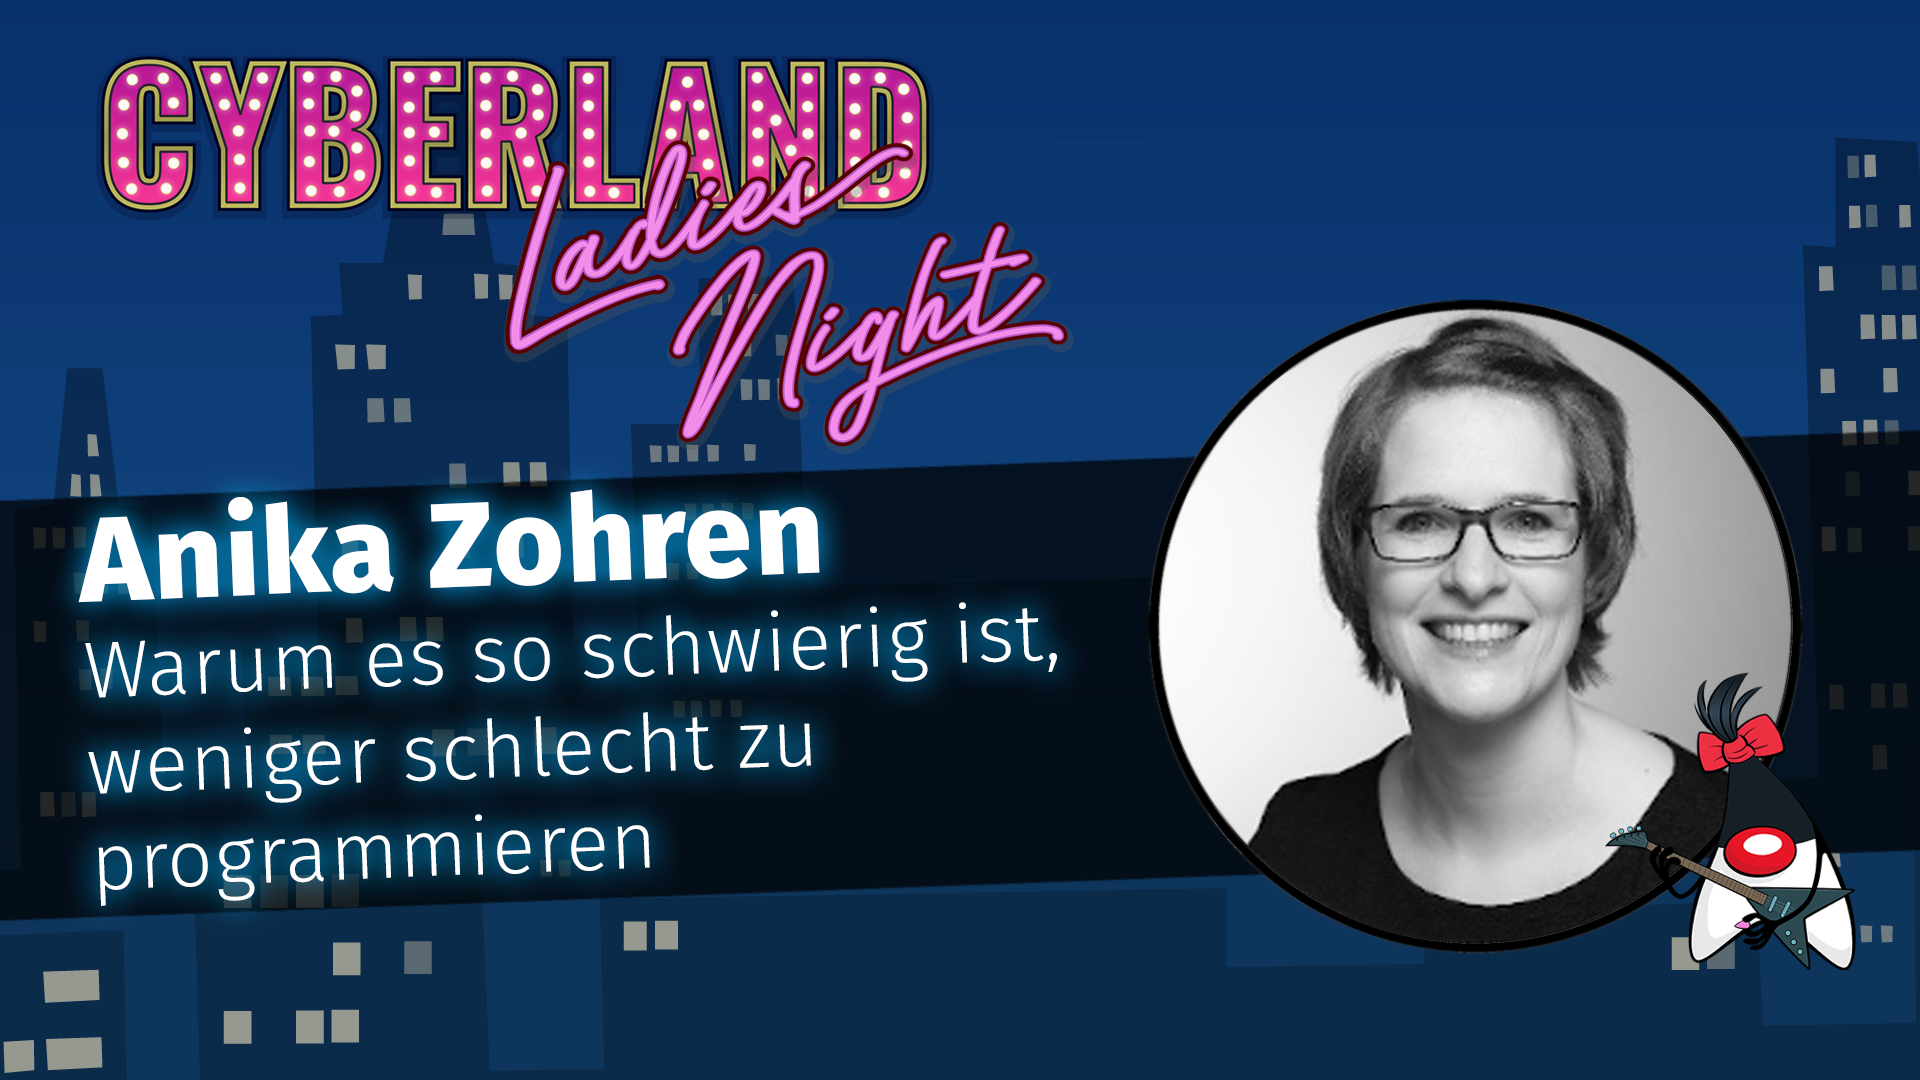 CYBERLAND
Ladies
Night
Anika Zohren
Warum es so schwierig ist,
weniger schlecht zu
programmieren